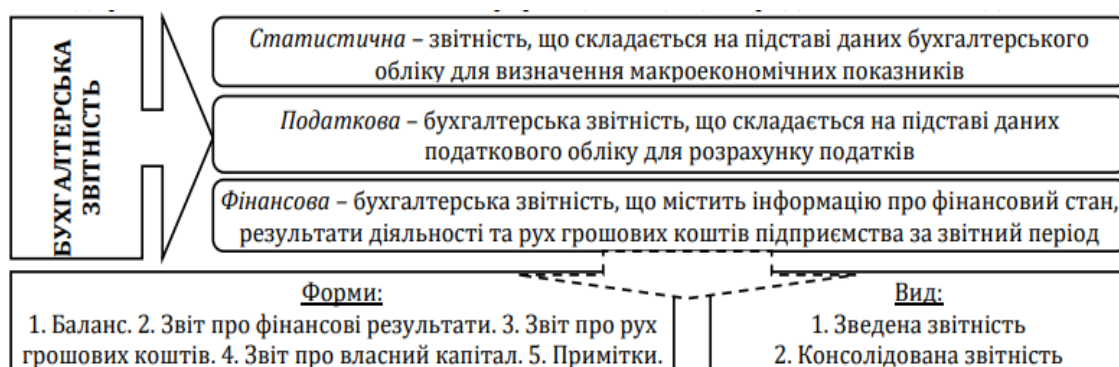 БУХГАЛТЕРСЬКА
ЗВІТНІСТЬ
Статистична – звітність, що складається на підставі даних бухгалтерського
обліку для визначення макроекономічних показників
Податкова – бухгалтерська звітність, що складається на підставі даних
податкового обліку для розрахунку податків
Фінансова – бухгалтерська звітність, що містить інформацію про фінансовий стан,
результати діяльності та рух грошових коштів підприємства за звітний період
Форми:
1. Баланс. 2. Звіт про фінансові результати. 3. Звіт про рух
грошових коштів. 4. Звіт про власний капітал. 5. Примітки.
Вид:
1. Зведена звітність
2. Консолідована звітність